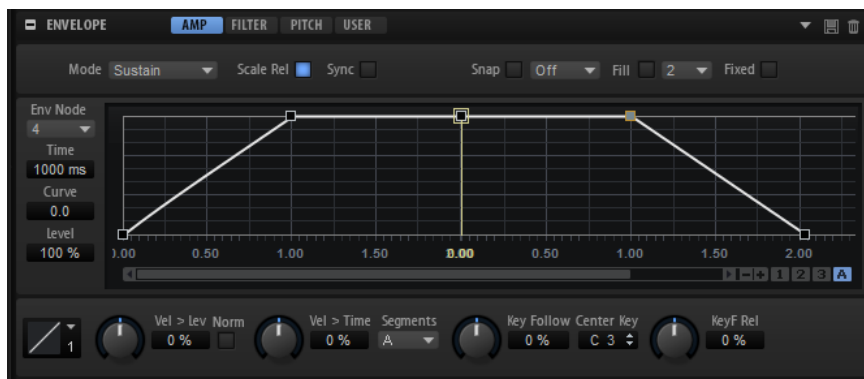 ENVELOPE AMP FILTER PITCH USER
Mode Sustain Scale Rel Sync Snap Off Fill 2 Fixed
Env Node
4
Time
1000 ms
Curve
0.0
Level
100 %
0.50 1.00 1.50 0.00 0.50 1.00 1.50 2.00
- + 1 2 3 A
1
Vel > Lev Norm Vel > Time Segments Key Follow Center Key KeyF Rel
0 % 0 % A 0 % C 3 0 %